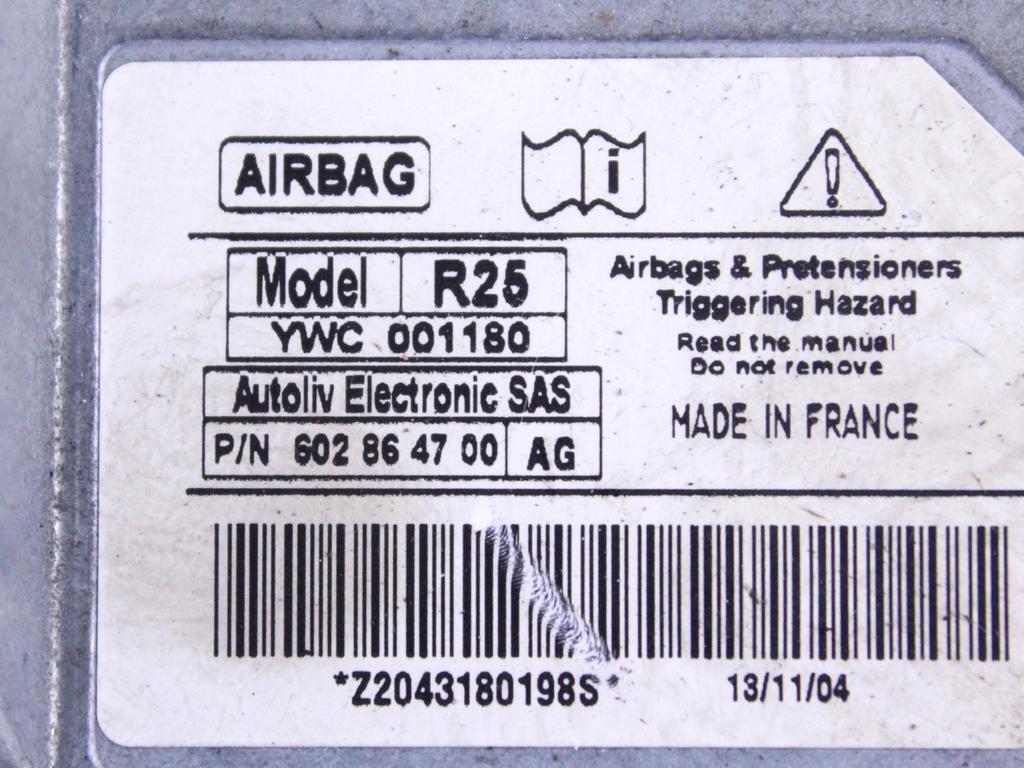 AIRBAG
i
!
Model R25
YWC 001180
Autoliv Electronic SAS
P/N 602 86 47 00 AG
Airbags & Pretensioners
Triggering Hazard
Read the manual
Do not remove
MADE IN FRANCE
*Z2043180198S*
13/11/04